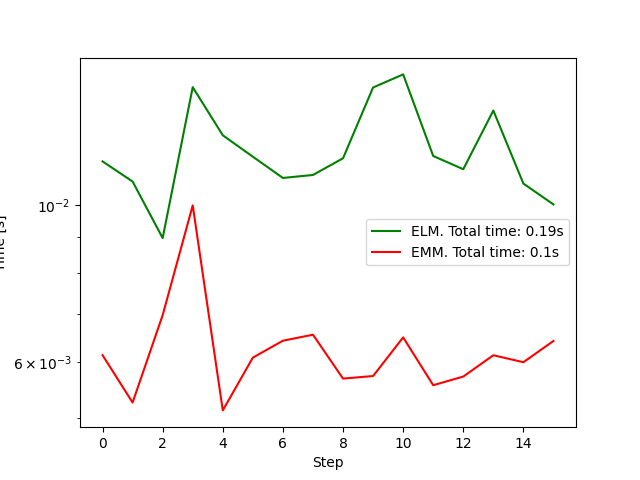 10⁻²
6 × 10⁻³
ELM. Total time: 0.19s
EMM. Total time: 0.1s
0 2 4 6 8 10 12 14
Step